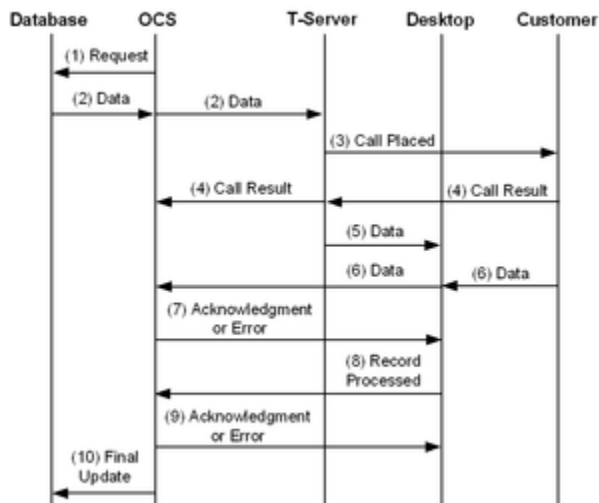 Database OCS T-Server Desktop Customer
(1) Request
(2) Data (2) Data
(3) Call Placed
(4) Call Result (4) Call Result
(5) Data
(6) Data (6) Data
(7) Acknowledgment
or Error
(8) Record
Processed
(9) Acknowledgment
or Error
(10) Final
Update